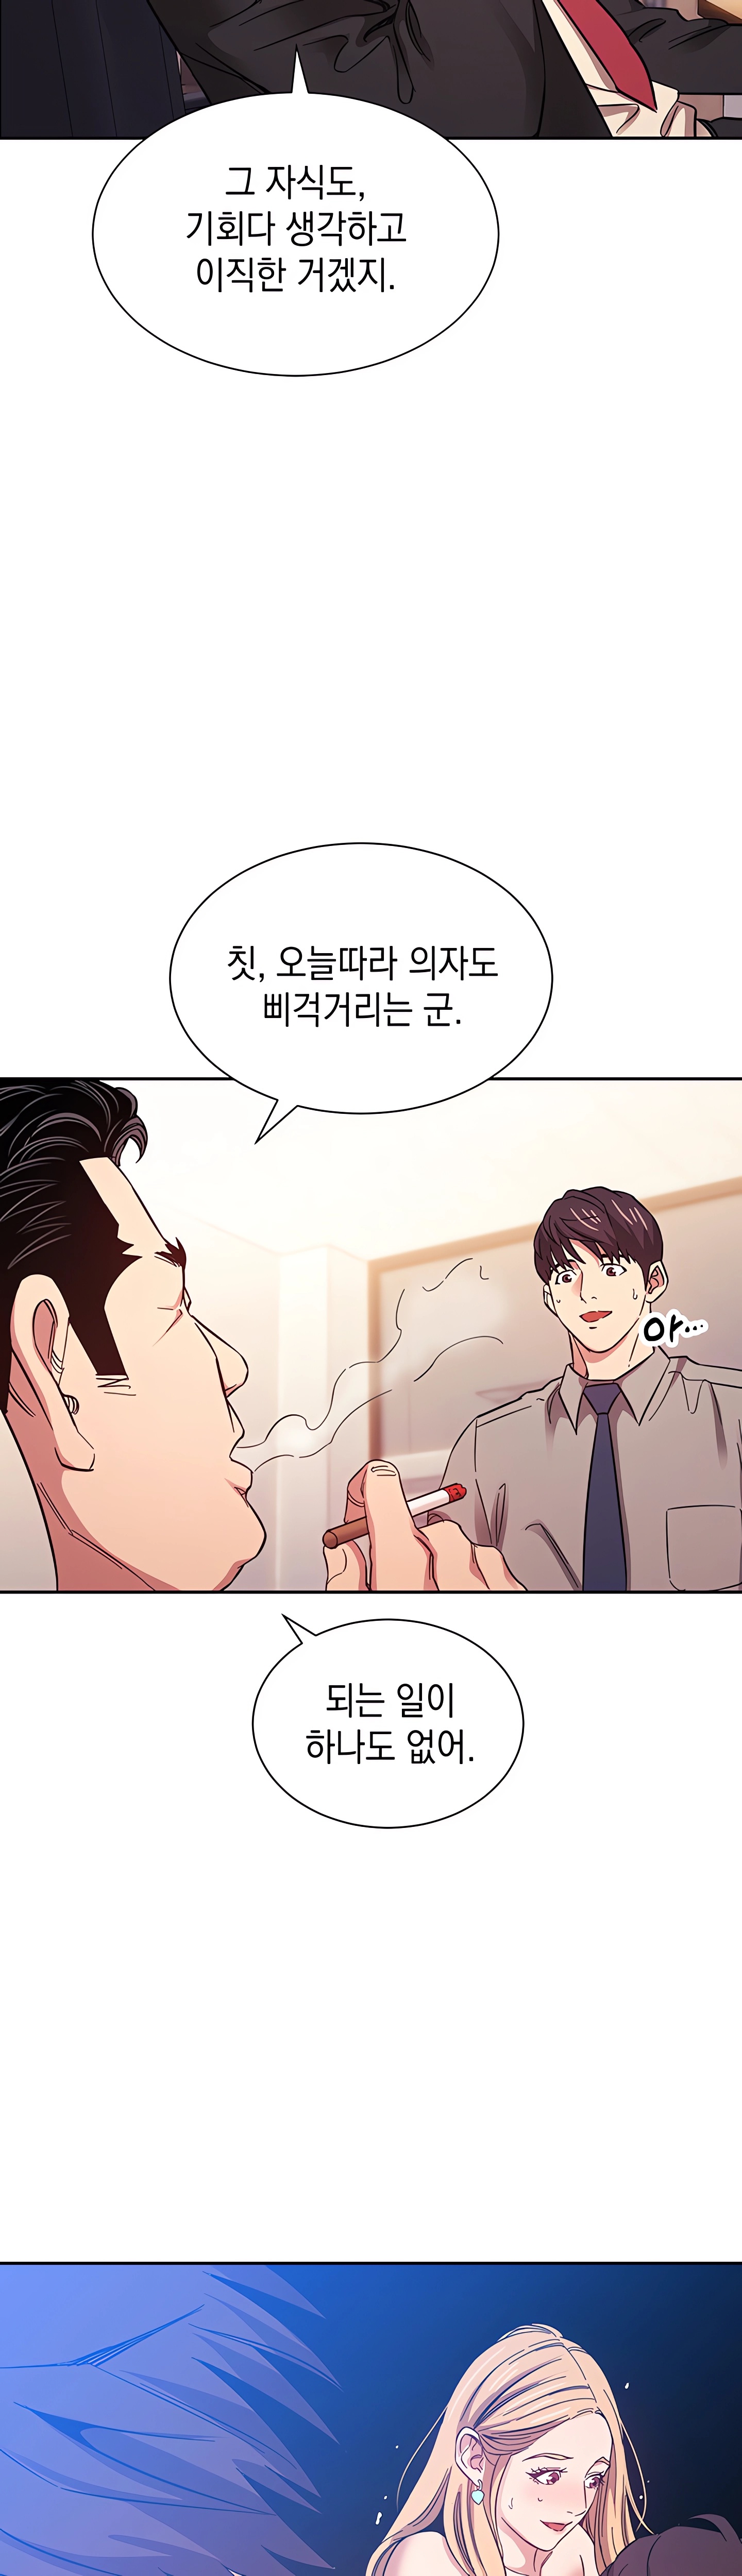 그 자식도,
기회다 생각하고
이직한 거겠지.
칫, 오늘따라 의자도
삐걱거리는 군.
아…
되는 일이
하나도 없어.